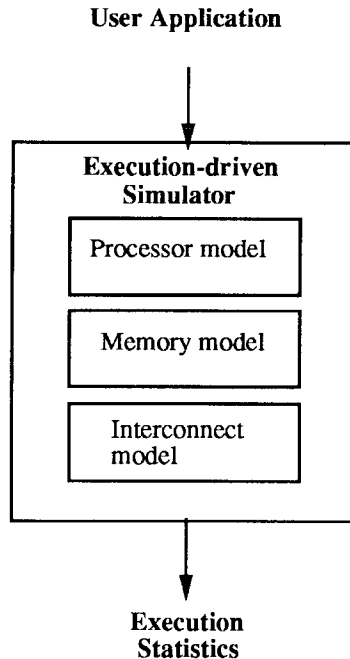 User Application
Execution-driven
Simulator
Processor model
Memory model
Interconnect
model
Execution
Statistics